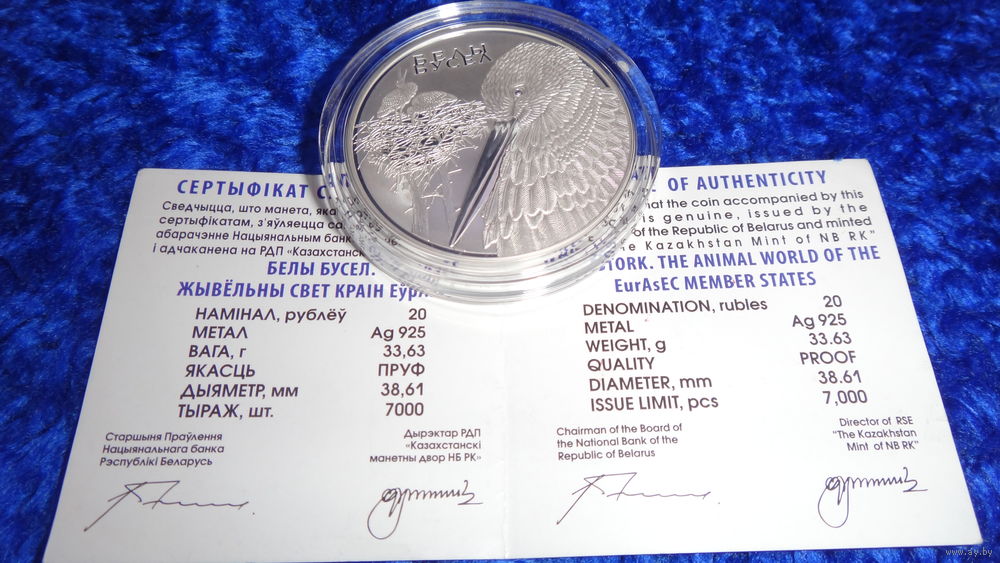 БЕЛЫ
БУСЕЛ
СЕРТЫФІКАТ
Сведчыцца, што манета,
сертыфікатам, з'яўляецца
абарачэнне Нацыянальным банк
і адчаканена на РДП «Казахстанск
БЕЛЫ БУСЕЛ.
ЖЫВЁЛЬНЫ СВЕТ КРАІН
НАМІНАЛ, рублёў 20
МЕТАЛ Ag 925
ВАГА, г 33,63
ЯКАСЦЬ ПРУФ
ДЫЯМЕТР, мм 38,61
ТЫРАЖ, шт. 7000
Старшыня Праўлення
Нацыянальнага банка
Рэспублікі Беларусь
Дырэктар РДП
«Казахстанскі
манетны двор НБ РК»
OF AUTHENTICITY
that the coin accompanied by this
is genuine, issued by the
of the Republic of Belarus and minted
Kazakhstan Mint of NB RK"
STORK. THE ANIMAL WORLD OF THE
EurAsEC MEMBER STATES
DENOMINATION, rubles 20
METAL Ag 925
WEIGHT, g 33.63
QUALITY PROOF
DIAMETER, mm 38.61
ISSUE LIMIT, pcs 7,000
Chairman of the Board of
the National Bank of the
Republic of Belarus
Director of RSE
"The Kazakhstan
Mint of NB RK"
www.ay.by